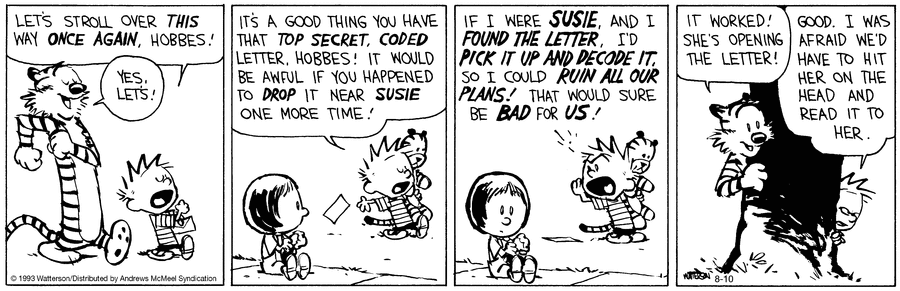 LET'S STROLL OVER THIS
WAY ONCE AGAIN, HOBBES!
YES,
LET'S!
© 1993 Watterson/Distributed by Andrews McMeel Syndication
IT'S A GOOD THING YOU HAVE
THAT TOP SECRET, CODED
LETTER, HOBBES! IT WOULD
BE AWFUL IF YOU HAPPENED
TO DROP IT NEAR SUSIE
ONE MORE TIME!
IF I WERE SUSIE, AND I
FOUND THE LETTER, I'D
PICK IT UP AND DECODE IT,
SO I COULD RUIN ALL OUR
PLANS! THAT WOULD SURE
BE BAD FOR US!
IT WORKED!
SHE'S OPENING
THE LETTER!
GOOD. I WAS
AFRAID WE'D
HAVE TO HIT
HER ON THE
HEAD AND
READ IT TO
HER.
WATTERSON 8-10